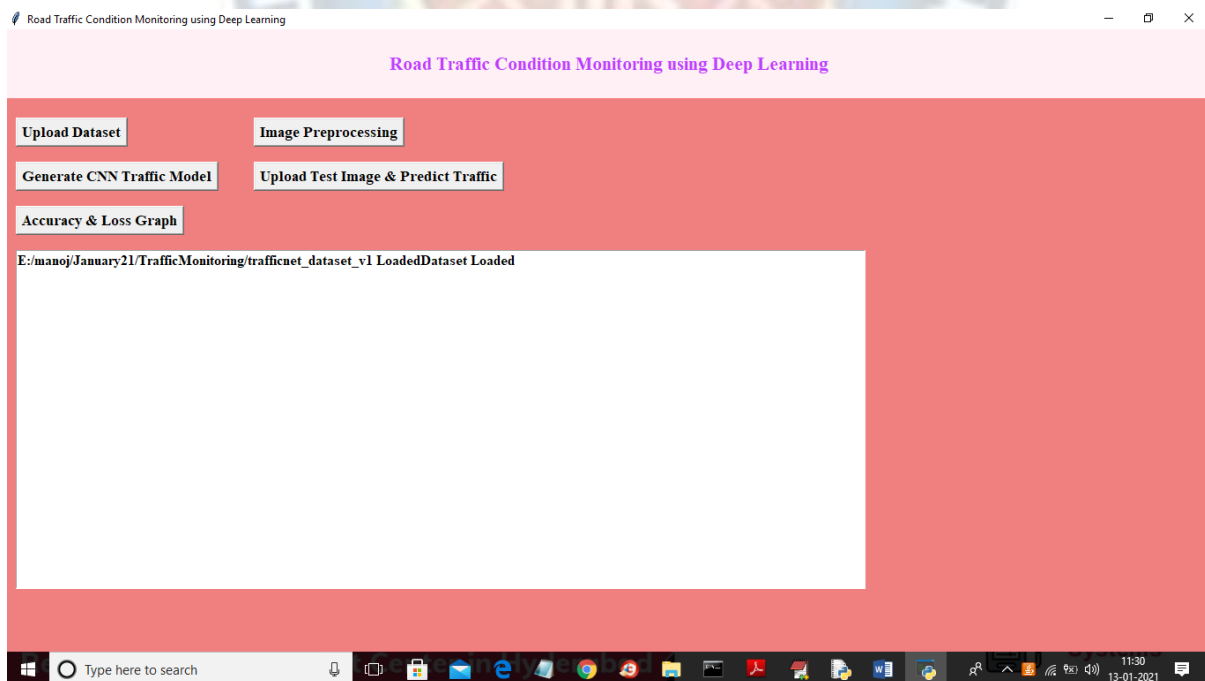 Road Traffic Condition Monitoring using Deep Learning
Road Traffic Condition Monitoring using Deep Learning
Upload Dataset
Image Preprocessing
Generate CNN Traffic Model
Upload Test Image & Predict Traffic
Accuracy & Loss Graph
E:/manoj/January21/TrafficMonitoring/trafficnet_dataset_v1 LoadedDataset Loaded
Type here to search
11:30
13-01-2021